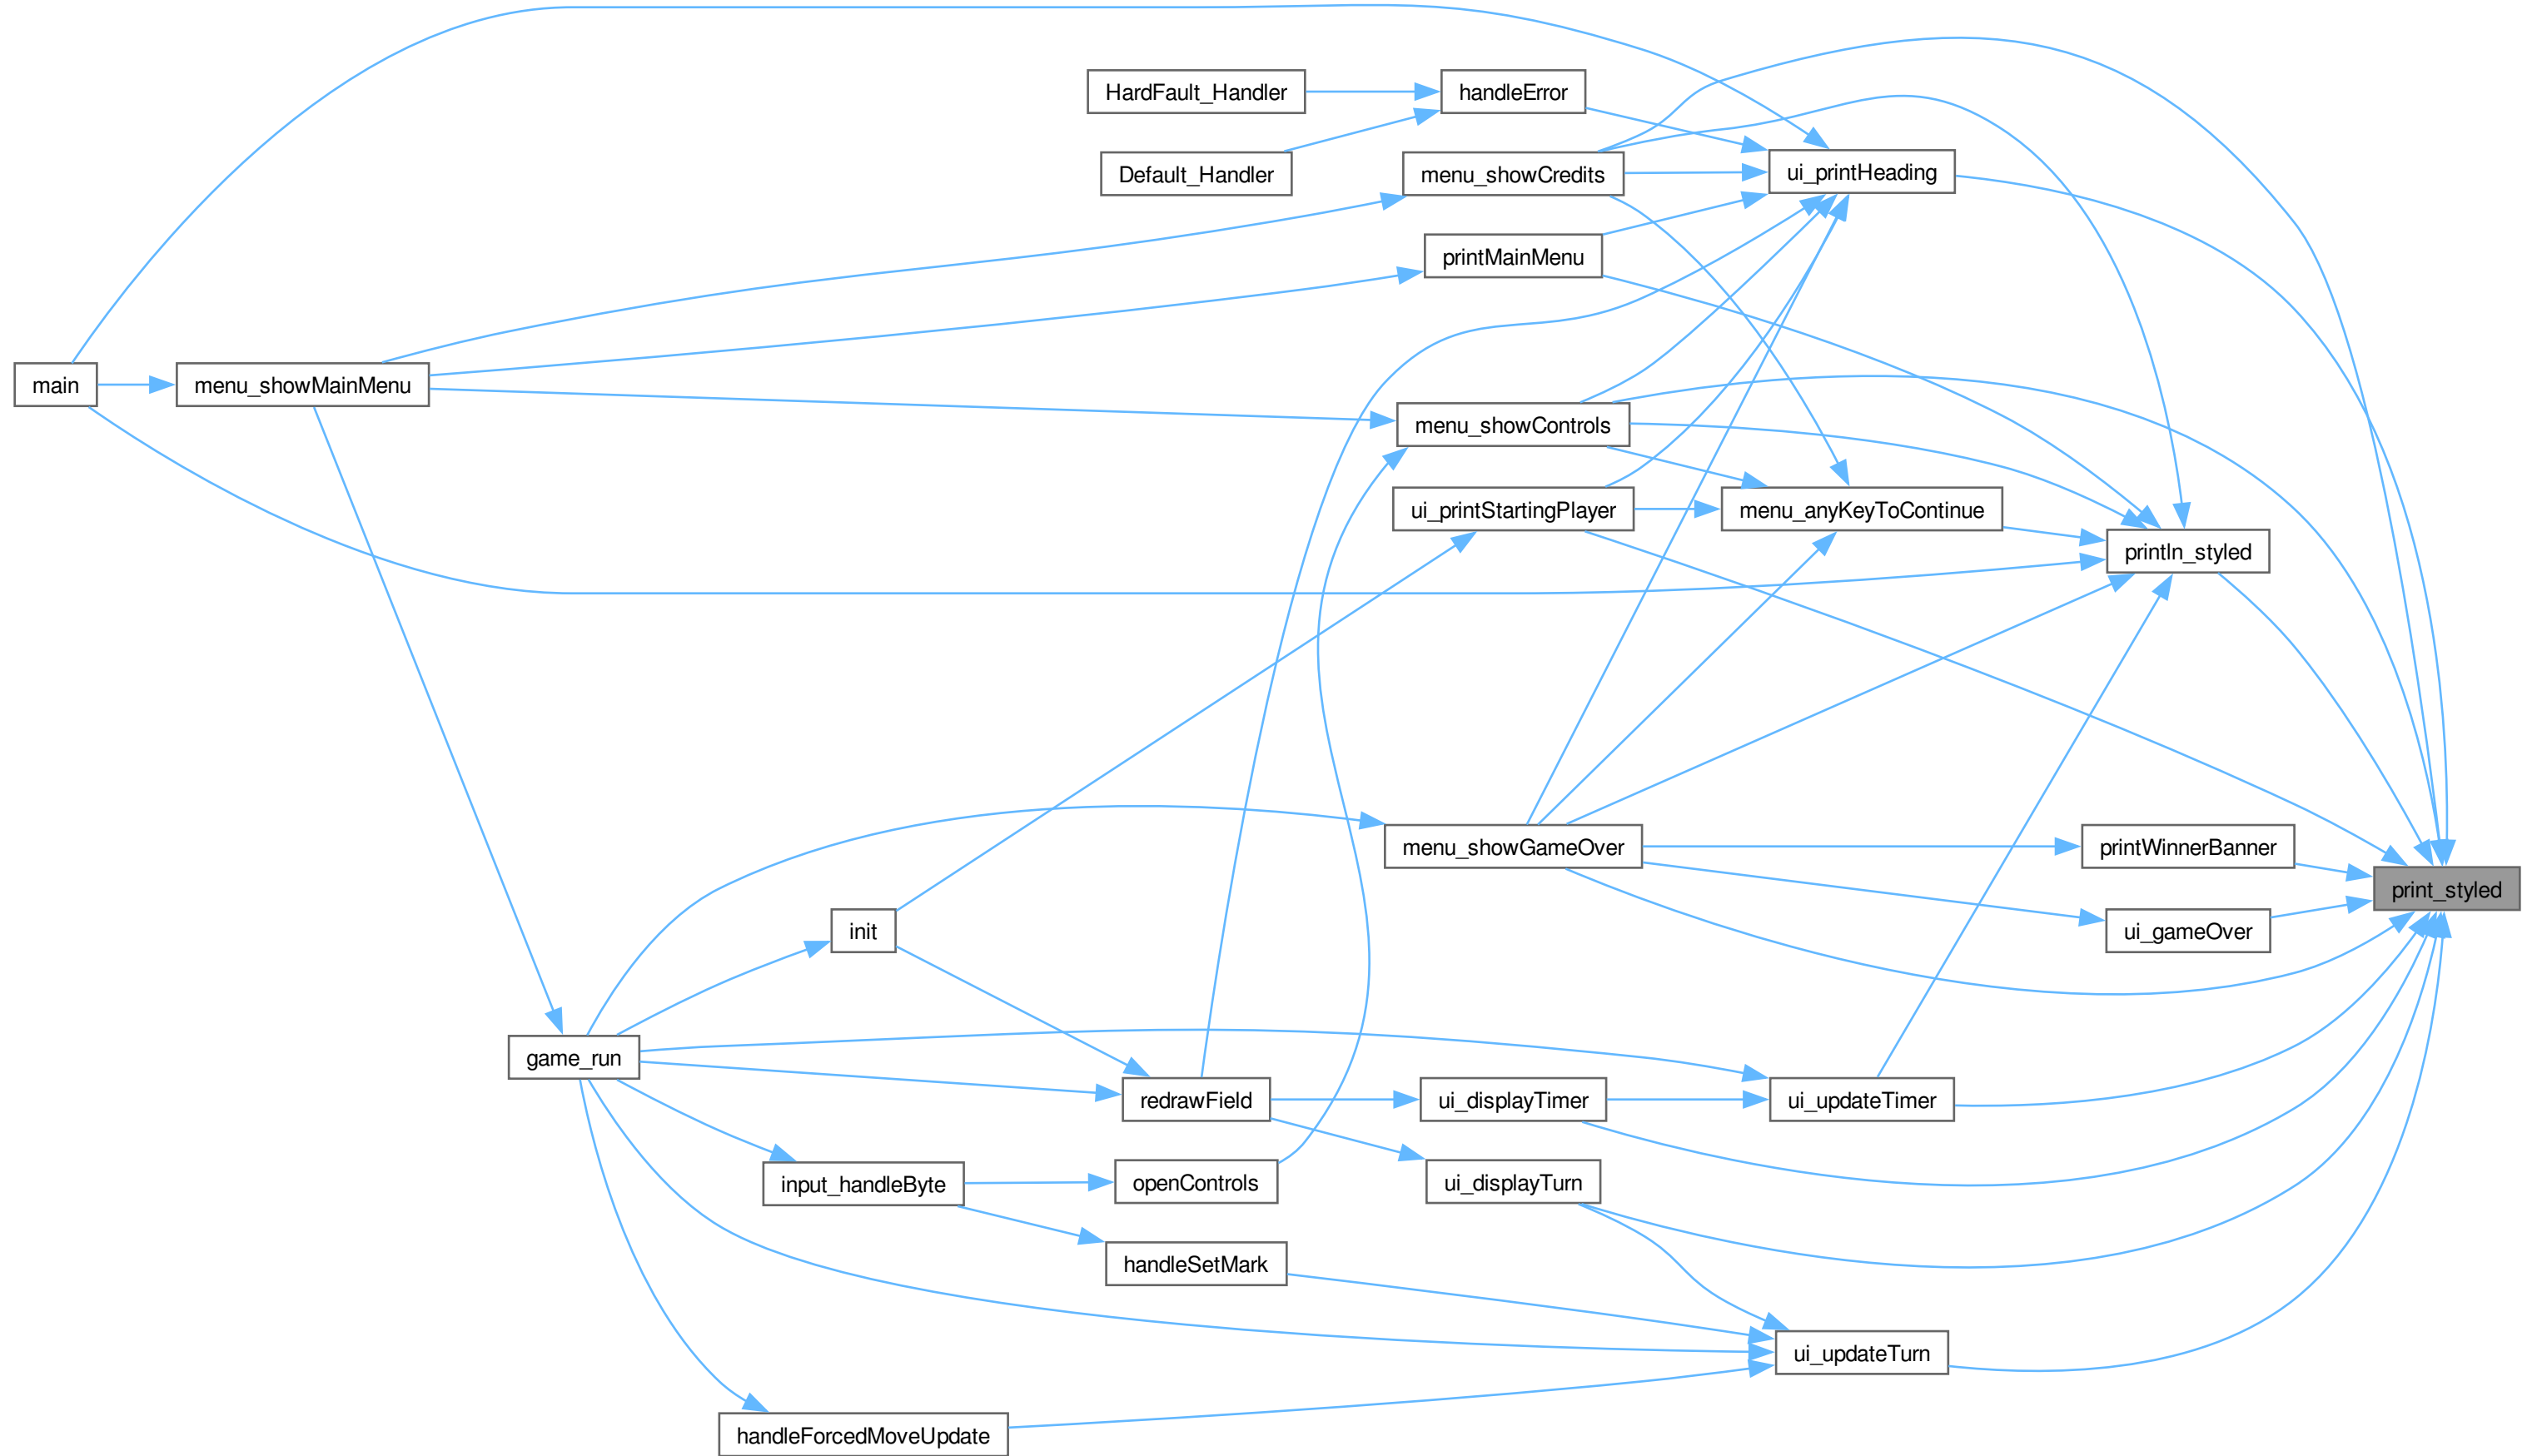 HardFault_Handler
handleError
Default_Handler
menu_showCredits
ui_printHeading
printMainMenu
main
menu_showMainMenu
menu_showControls
ui_printStartingPlayer
menu_anyKeyToContinue
println_styled
menu_showGameOver
printWinnerBanner
print_styled
init
ui_gameOver
game_run
redrawField
ui_displayTimer
ui_updateTimer
input_handleByte
openControls
ui_displayTurn
handleSetMark
ui_updateTurn
handleForcedMoveUpdate